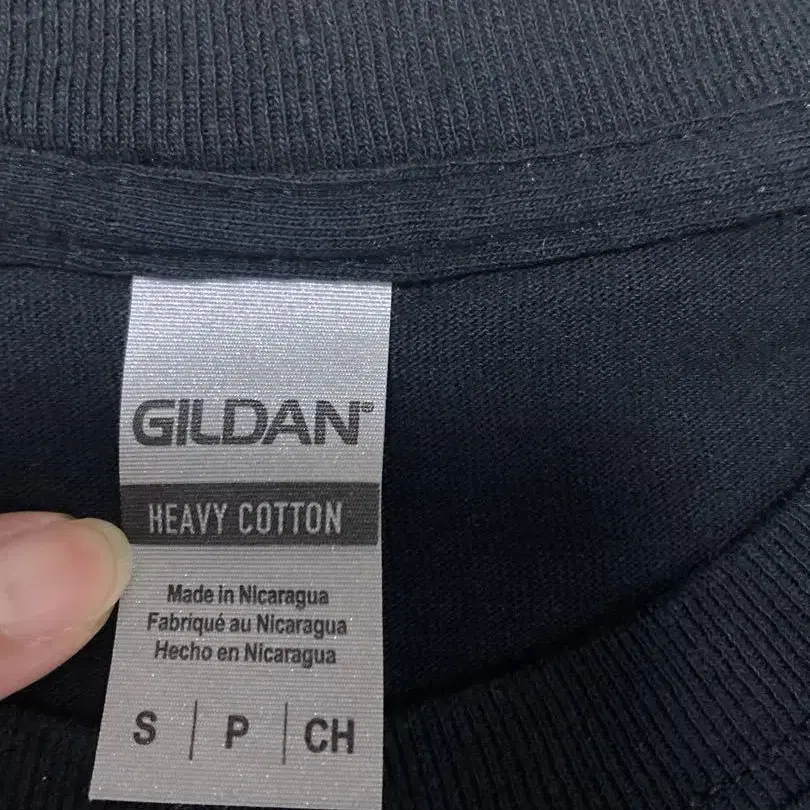 GILDAN®
HEAVY COTTON
Made in Nicaragua
Fabriqué au Nicaragua
Hecho en Nicaragua
S | P | CH